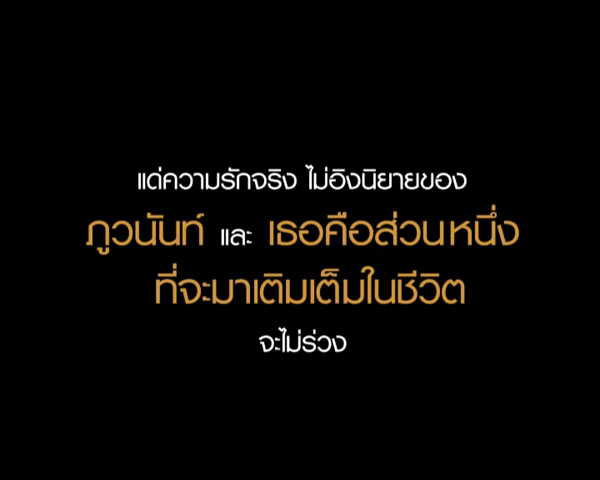 แด่ความรักจริง ไม่อิงนิยายของ
ภูวนันท์ และ เธอคือส่วนหนึ่ง
ที่จะมาเติมเต็มในชีวิต
จะไม่ร่วง